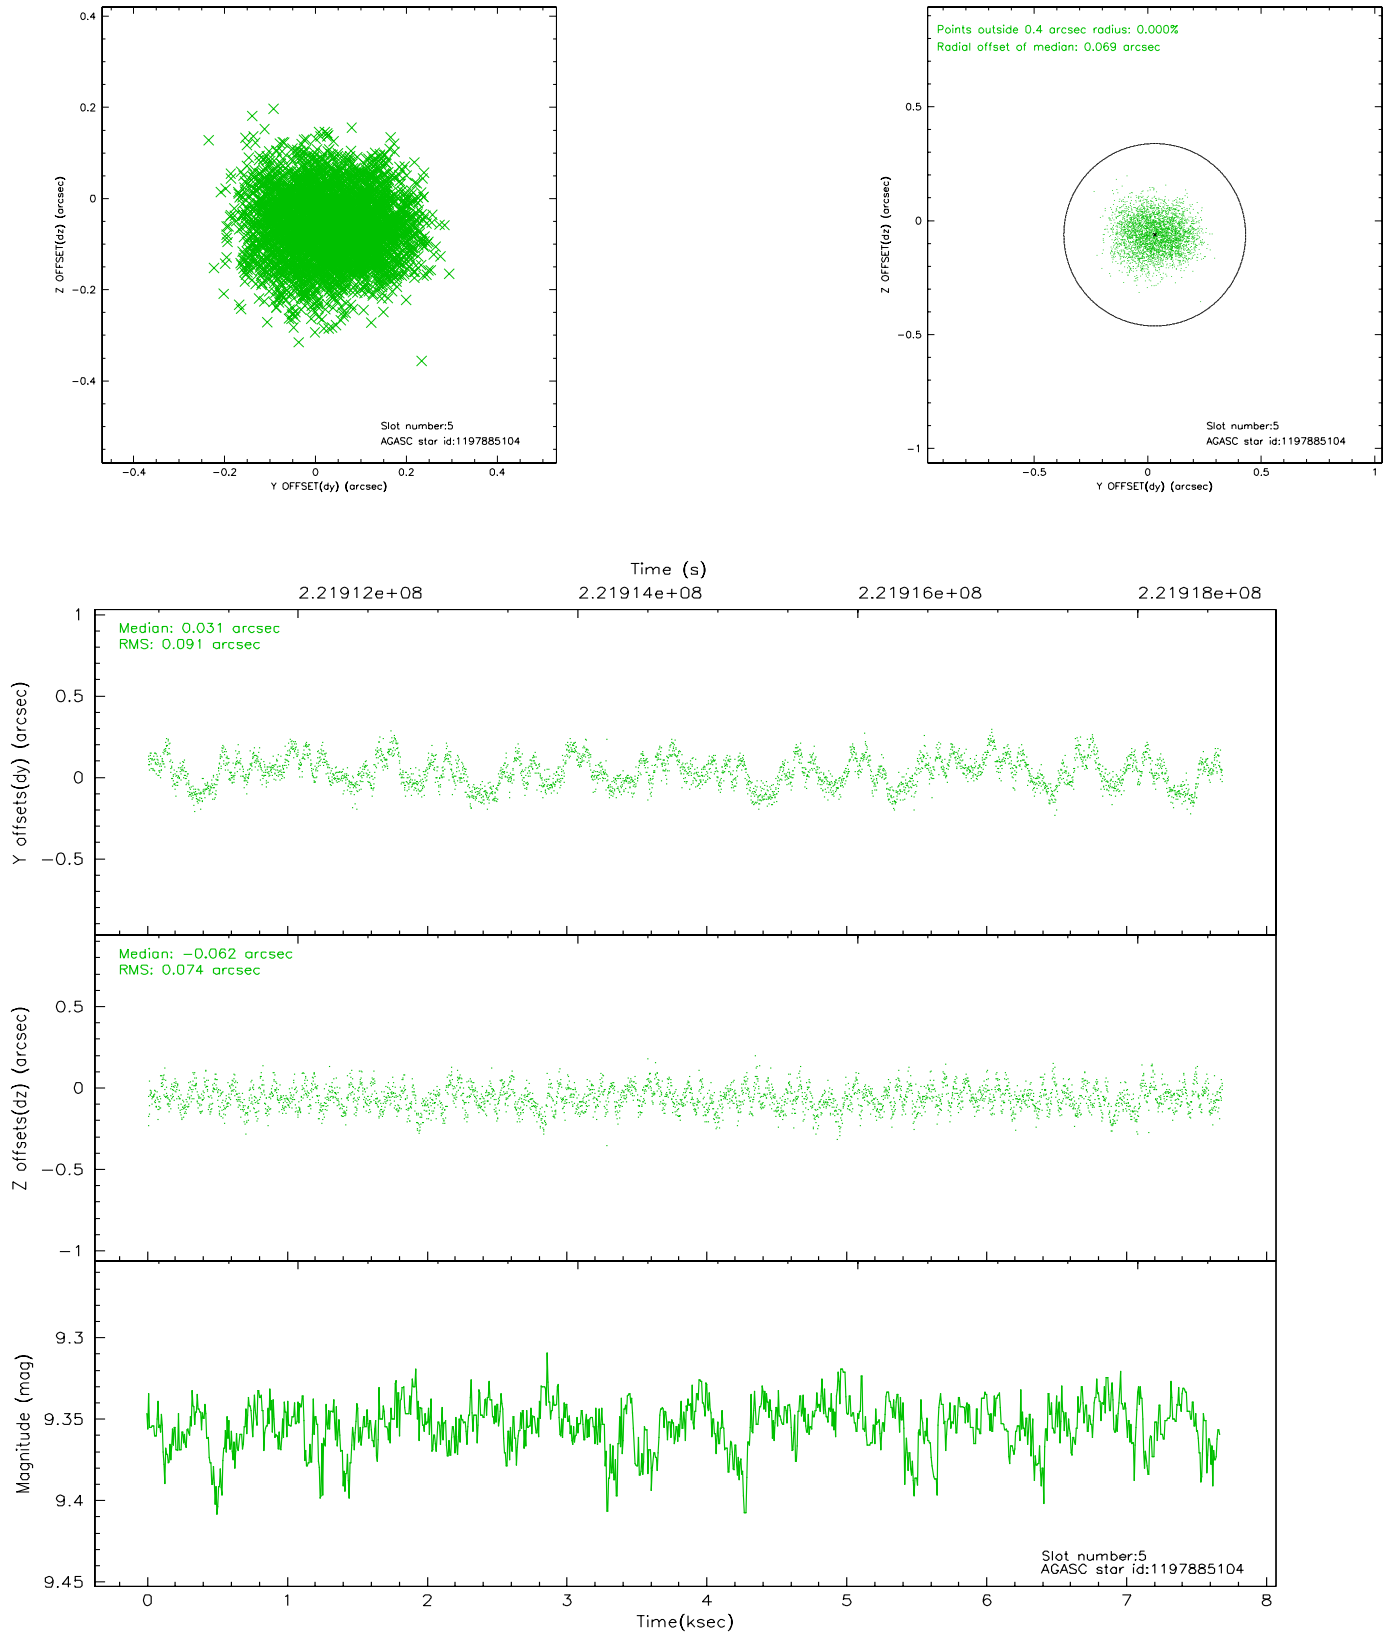 0.4
0.2
0
−0.2
−0.4
Z OFFSET(dz) (arcsec)
Slot number:5
AGASC star id:1197885104
−0.4
−0.2
0
0.2
0.4
Y OFFSET(dy) (arcsec)
Points outside 0.4 arcsec radius: 0.000%
Radial offset of median: 0.069 arcsec
0.5
0
−0.5
−1
Z OFFSET(dz) (arcsec)
Slot number:5
AGASC star id:1197885104
−0.5
0
0.5
1
Y OFFSET(dy) (arcsec)
Time (s)
2.21912e+08
2.21914e+08
2.21916e+08
2.21918e+08
Median: 0.031 arcsec
RMS: 0.091 arcsec
1
0.5
0
−0.5
Y offsets(dy) (arcsec)
Median: −0.062 arcsec
RMS: 0.074 arcsec
0.5
0
−0.5
−1
Z offsets(dz) (arcsec)
9.3
9.35
9.4
9.45
Magnitude (mag)
Slot number:5
AGASC star id:1197885104
0
1
2
3
4
5
6
7
8
Time(ksec)